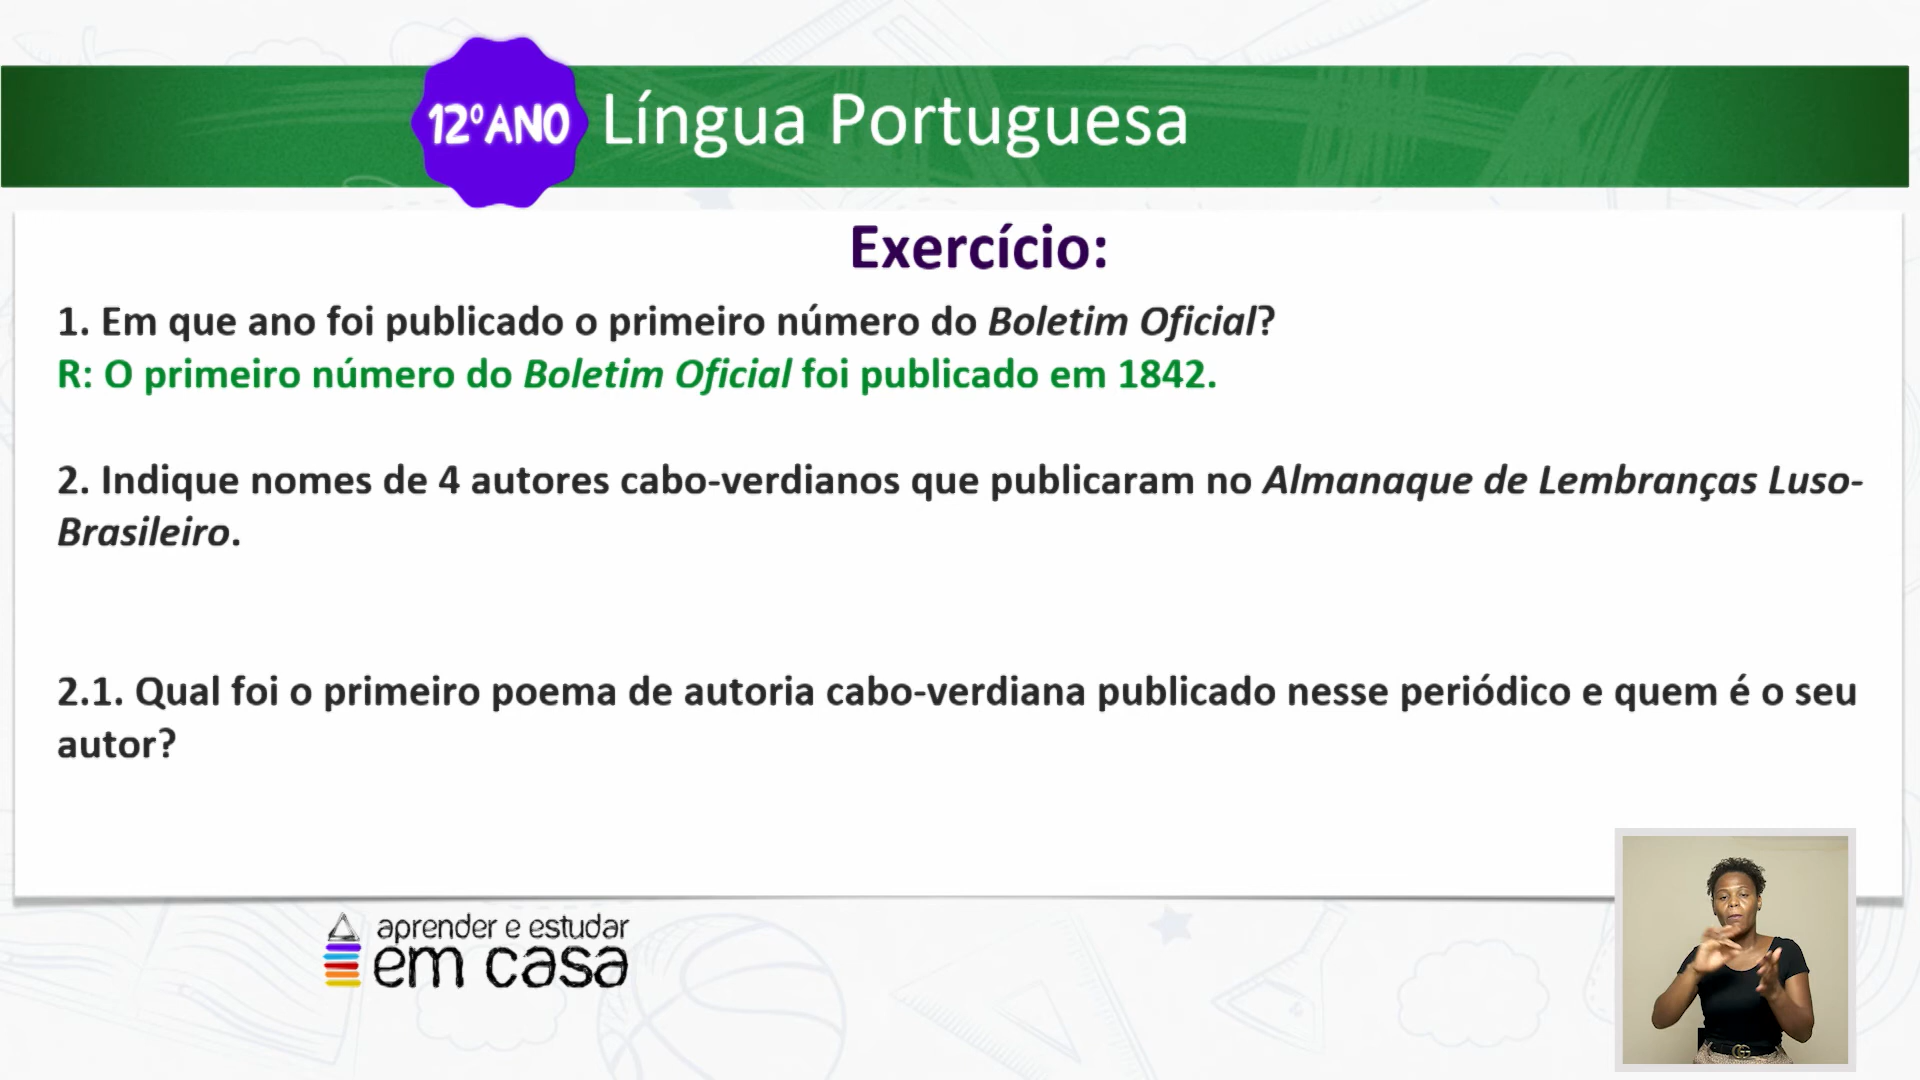 12ºANO Língua Portuguesa
Exercício:
1. Em que ano foi publicado o primeiro número do Boletim Oficial?
R: O primeiro número do Boletim Oficial foi publicado em 1842.
2. Indique nomes de 4 autores cabo-verdianos que publicaram no Almanaque de Lembranças Luso-
Brasileiro.
2.1. Qual foi o primeiro poema de autoria cabo-verdiana publicado nesse periódico e quem é o seu
autor?
aprender e estudar
em casa